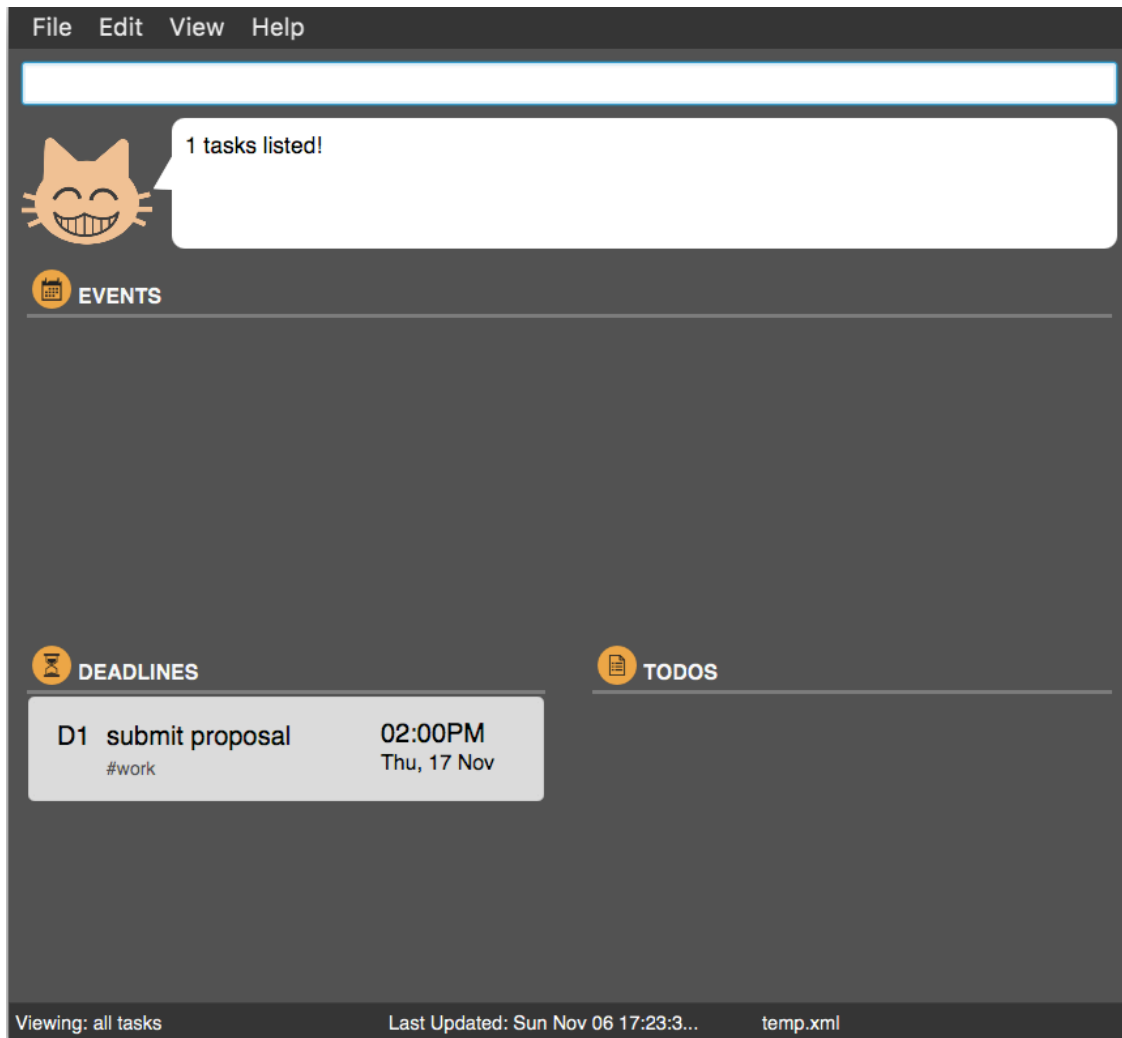 File Edit View Help
1 tasks listed!
EVENTS
DEADLINES
TODOS
D1 submit proposal 02:00PM
#work Thu, 17 Nov
Viewing: all tasks Last Updated: Sun Nov 06 17:23:3... temp.xml